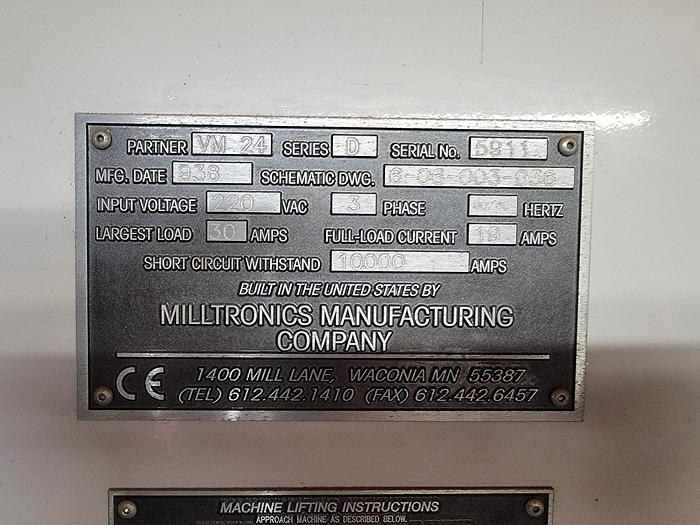 PARTNER VM 24 SERIES D SERIAL No. 5911
MFG. DATE 938 SCHEMATIC DWG. 6-06-003-036
INPUT VOLTAGE 220 VAC 3 PHASE HERTZ
LARGEST LOAD 30 AMPS FULL-LOAD CURRENT 19 AMPS
SHORT CIRCUIT WITHSTAND 10000 AMPS
BUILT IN THE UNITED STATES BY
MILLTRONICS MANUFACTURING
COMPANY
CE 1400 MILL LANE, WACONIA MN 55387
(TEL) 612.442.1410 (FAX) 612.442.6457
MACHINE LIFTING INSTRUCTIONS
APPROACH MACHINE AS DESCRIBED BELOW.